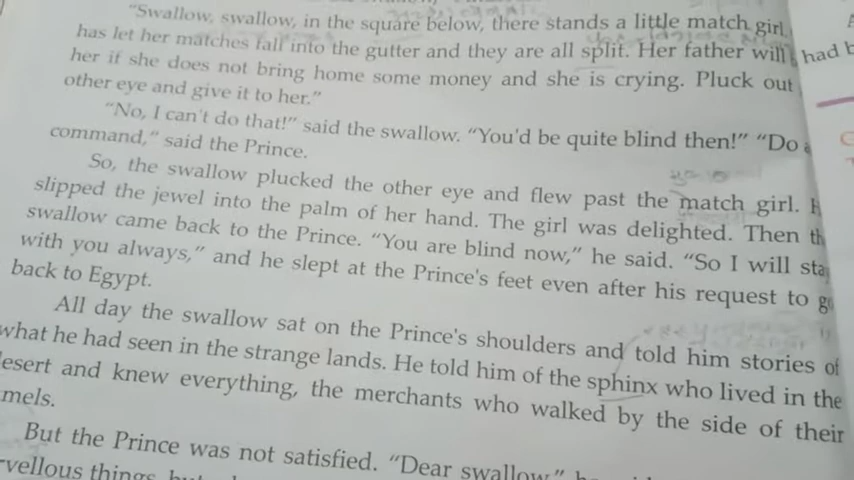 "Swallow, swallow, in the square below, there stands a little match girl.
has let her matches fall into the gutter and they are all split. Her father will
her if she does not bring home some money and she is crying. Pluck out
other eye and give it to her."
"No, I can't do that!" said the swallow. "You'd be quite blind then!" "Do
command," said the Prince.
So, the swallow plucked the other eye and flew past the match girl.
slipped the jewel into the palm of her hand. The girl was delighted. Then
swallow came back to the Prince. "You are blind now," he said. "So I will
with you always," and he slept at the Prince's feet even after his request to
back to Egypt.
All day the swallow sat on the Prince's shoulders and told him stories of
what he had seen in the strange lands. He told him of the sphinx who lived in the
esert and knew everything, the merchants who walked by the side of their
mels.
But the Prince was not satisfied. "Dear swallow,"
rvellous things
had